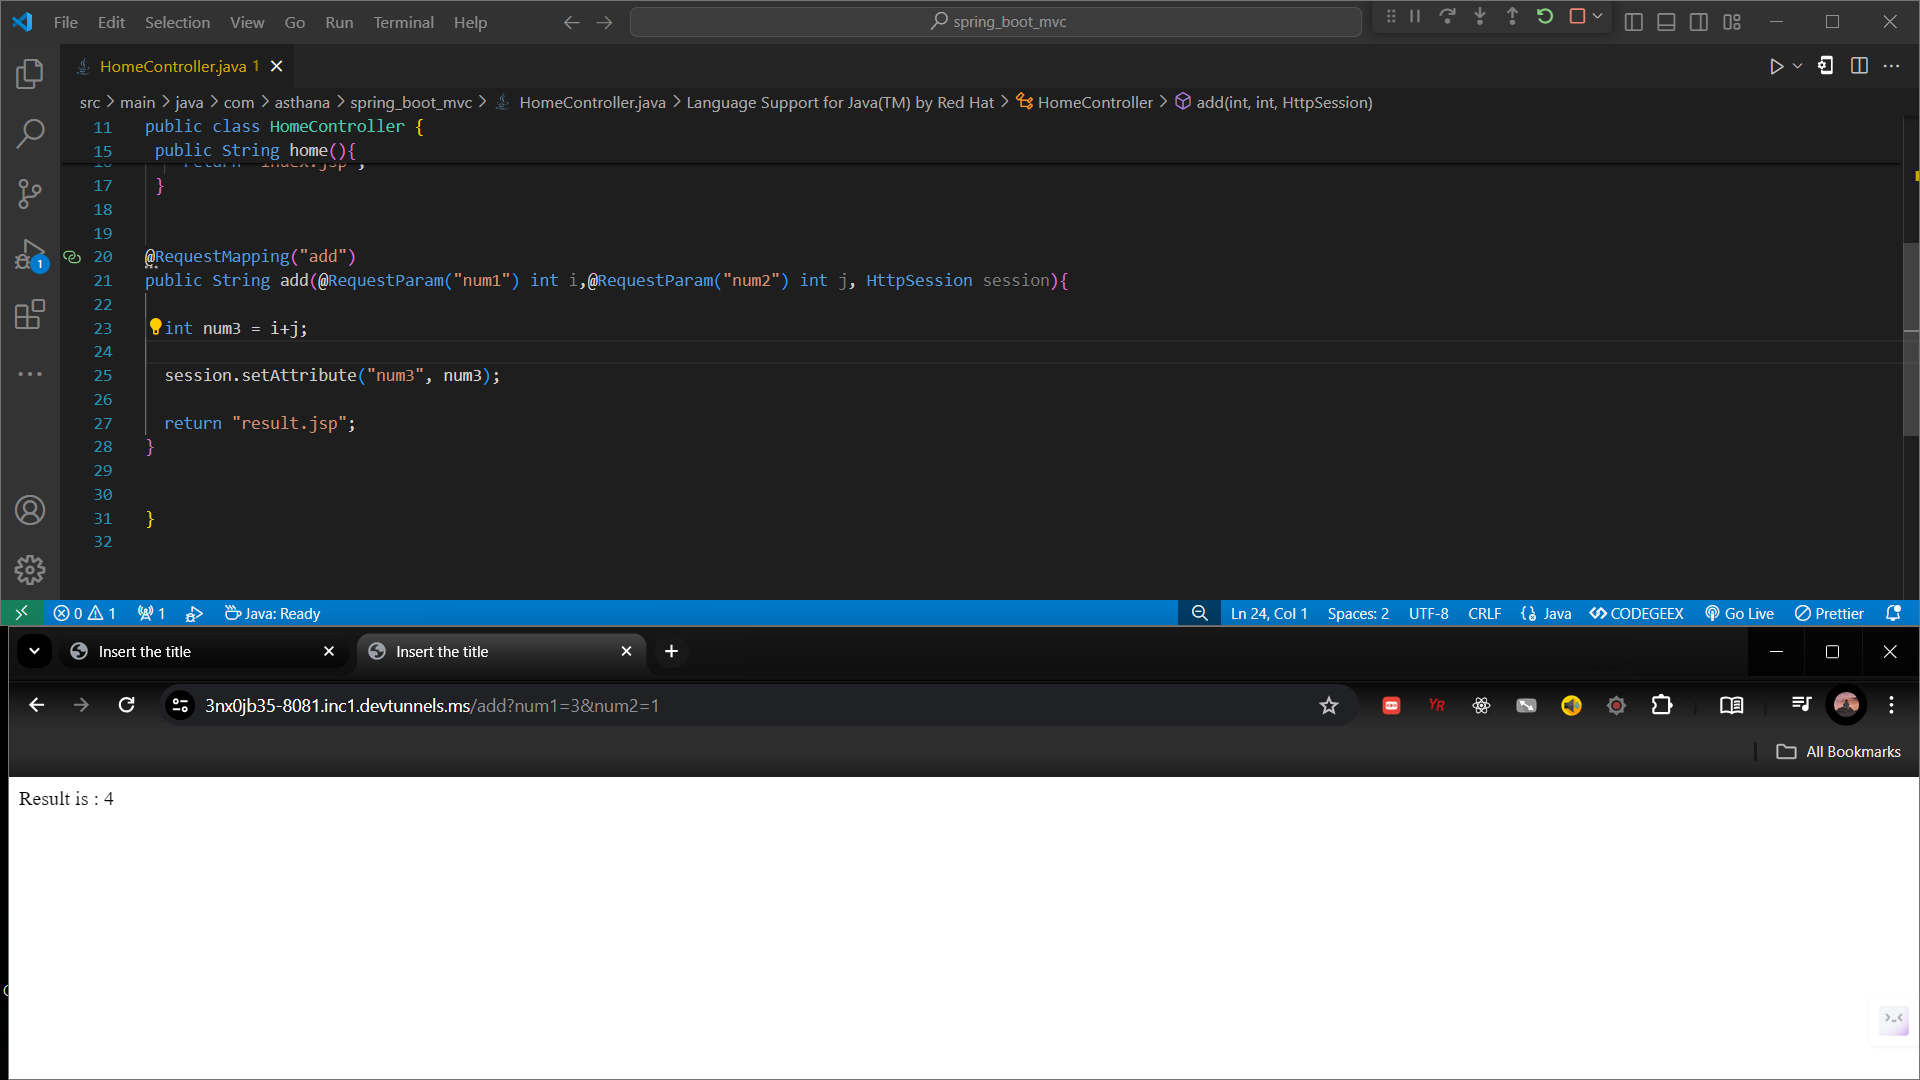 File Edit Selection View Go Run Terminal Help spring_boot_mvc
HomeController.java 1
src > main > java > com > asthana > spring_boot_mvc > HomeController.java > Language Support for Java(TM) by Red Hat > HomeController > add(int, int, HttpSession)
11 public class HomeController {
15 public String home(){
16 return "index.jsp";
17 }
18
19
20 @RequestMapping("add")
21 public String add(@RequestParam("num1") int i,@RequestParam("num2") int j, HttpSession session){
22
23 int num3 = i+j;
24
25 session.setAttribute("num3", num3);
26
27 return "result.jsp";
28 }
29
30
31 }
32
1
0 1 1 Java: Ready Ln 24, Col 1 Spaces: 2 UTF-8 CRLF Java CODEGEEX Go Live Prettier
Insert the title Insert the title
3nx0jb35-8081.inc1.devtunnels.ms/add?num1=3&num2=1 YR
All Bookmarks
Result is : 4